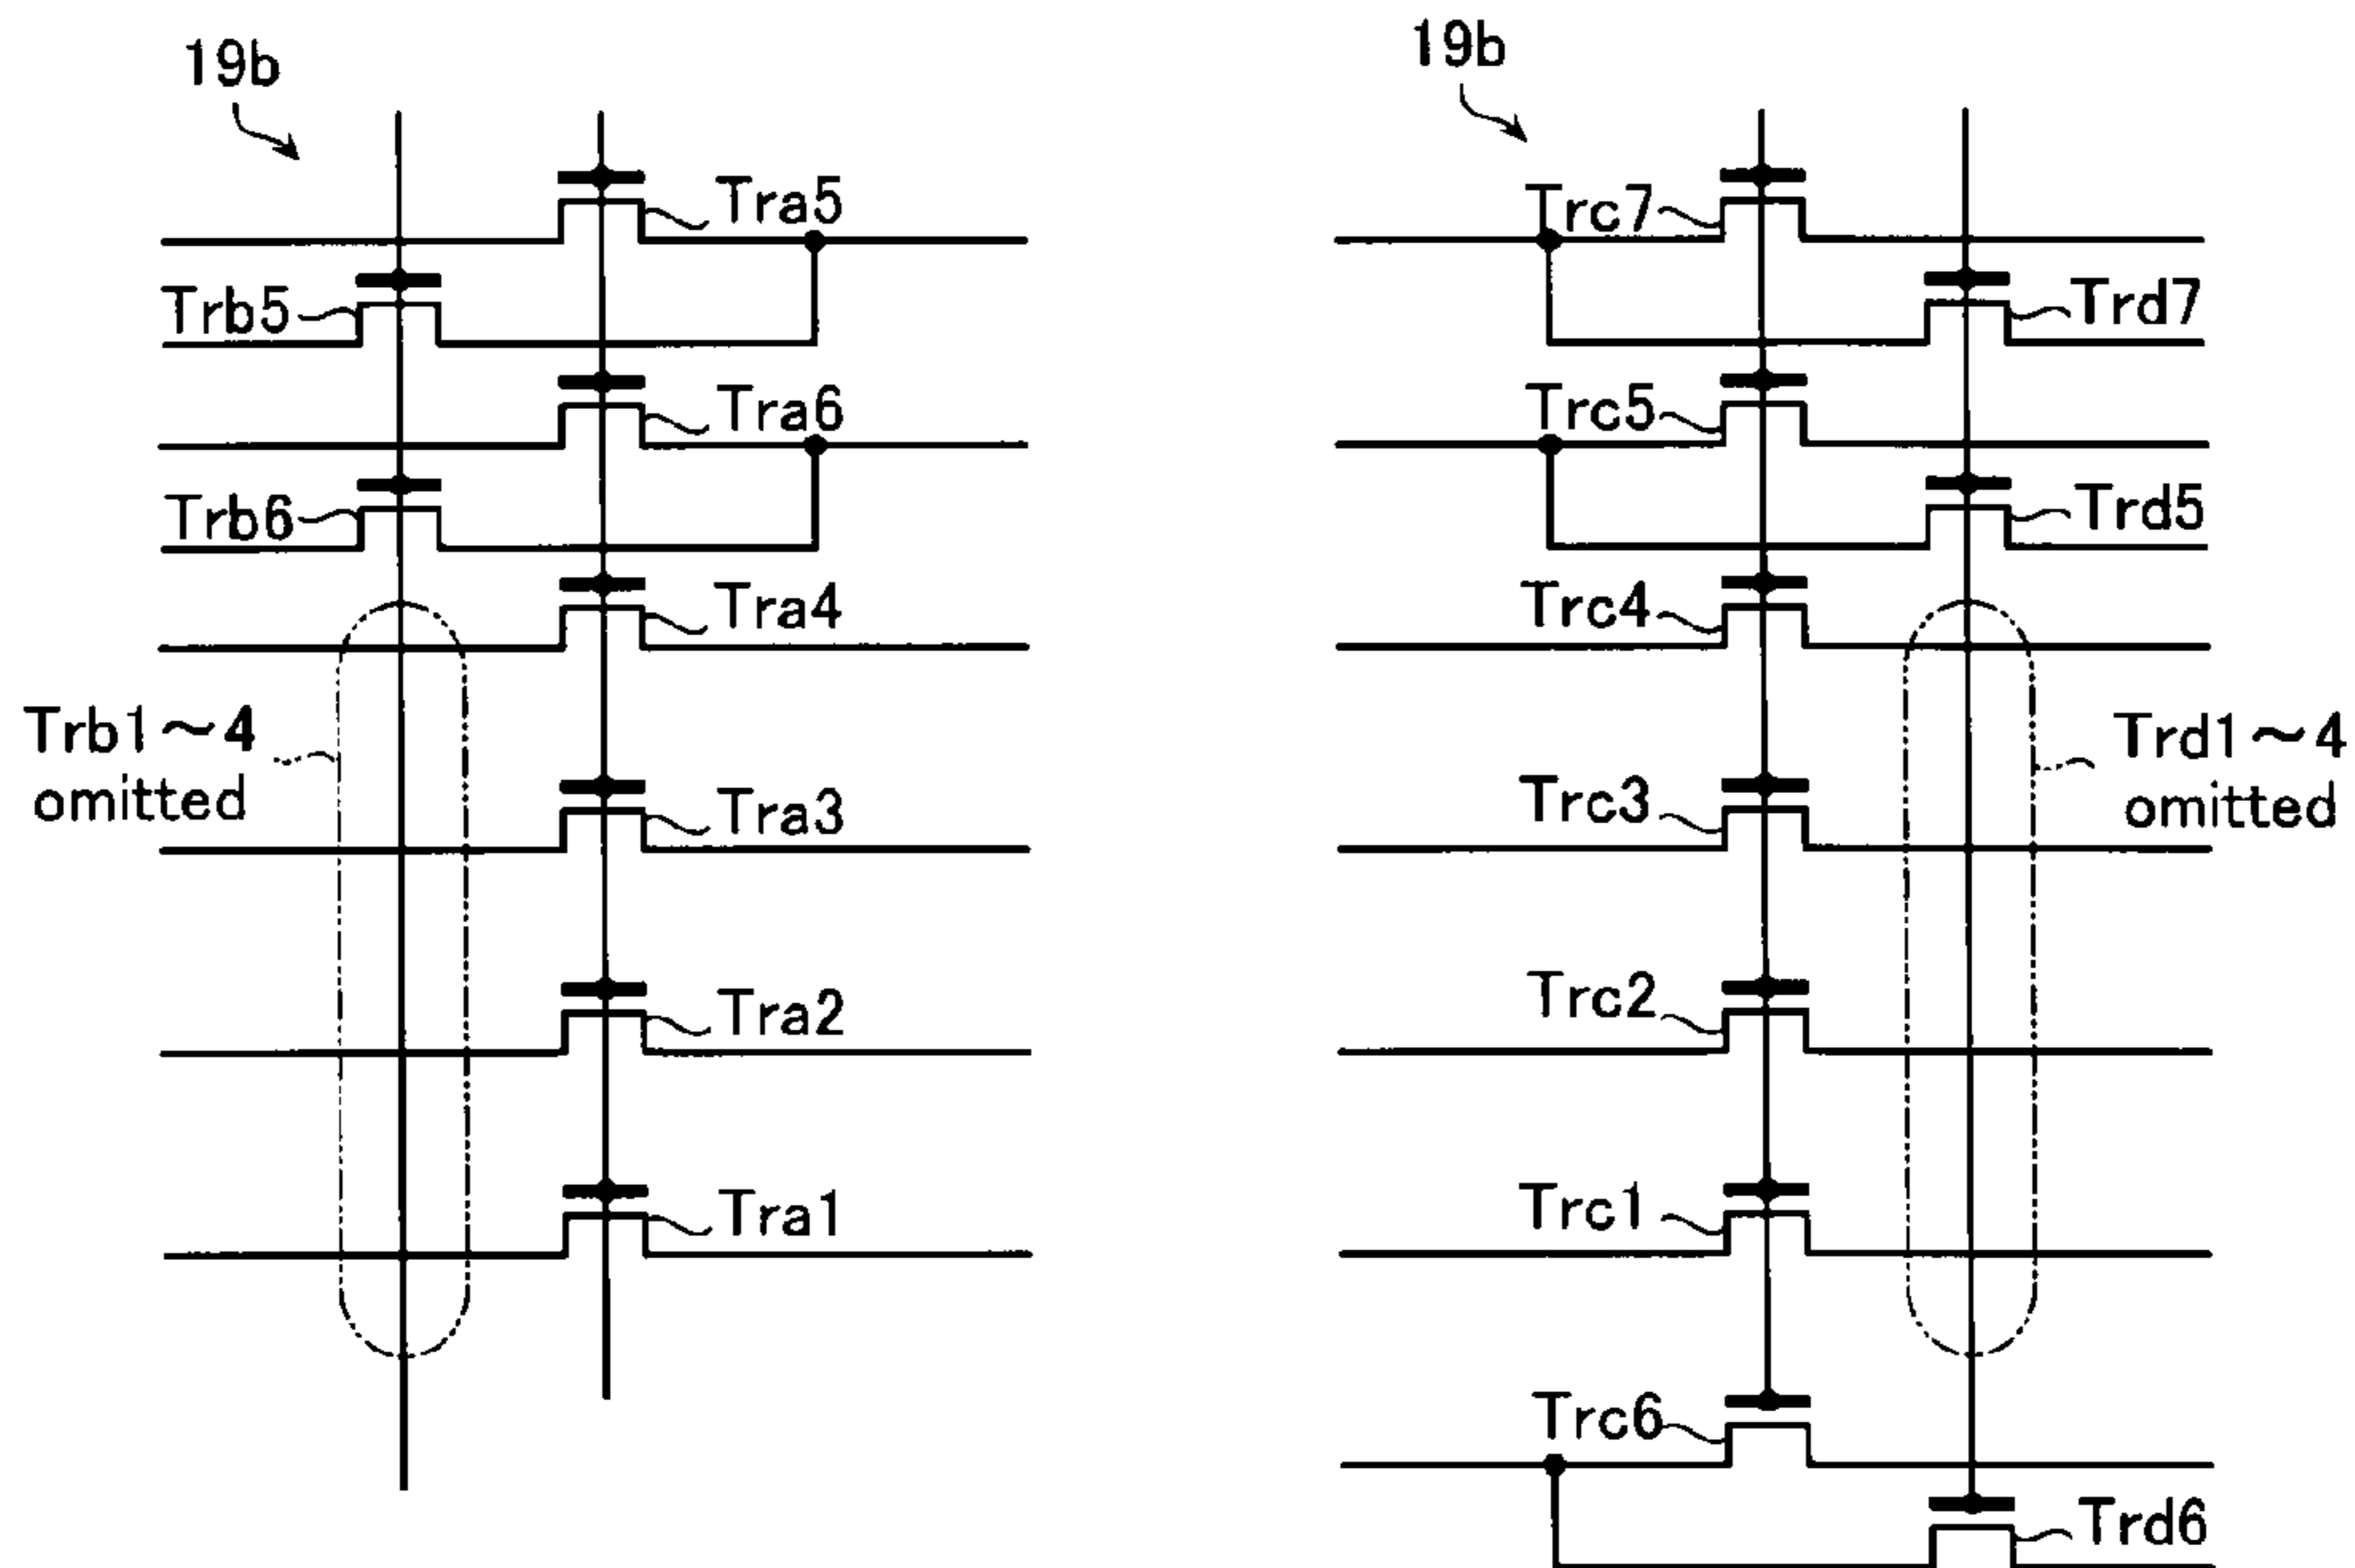 19b
Tra5
Trb5
Tra6
Trb6
Tra4
Trb1～4
omitted
Tra3
Tra2
Tra1
19b
Trc7
Trd7
Trc5
Trd5
Trc4
Trd1～4
omitted
Trc3
Trc2
Trc1
Trc6
Trd6